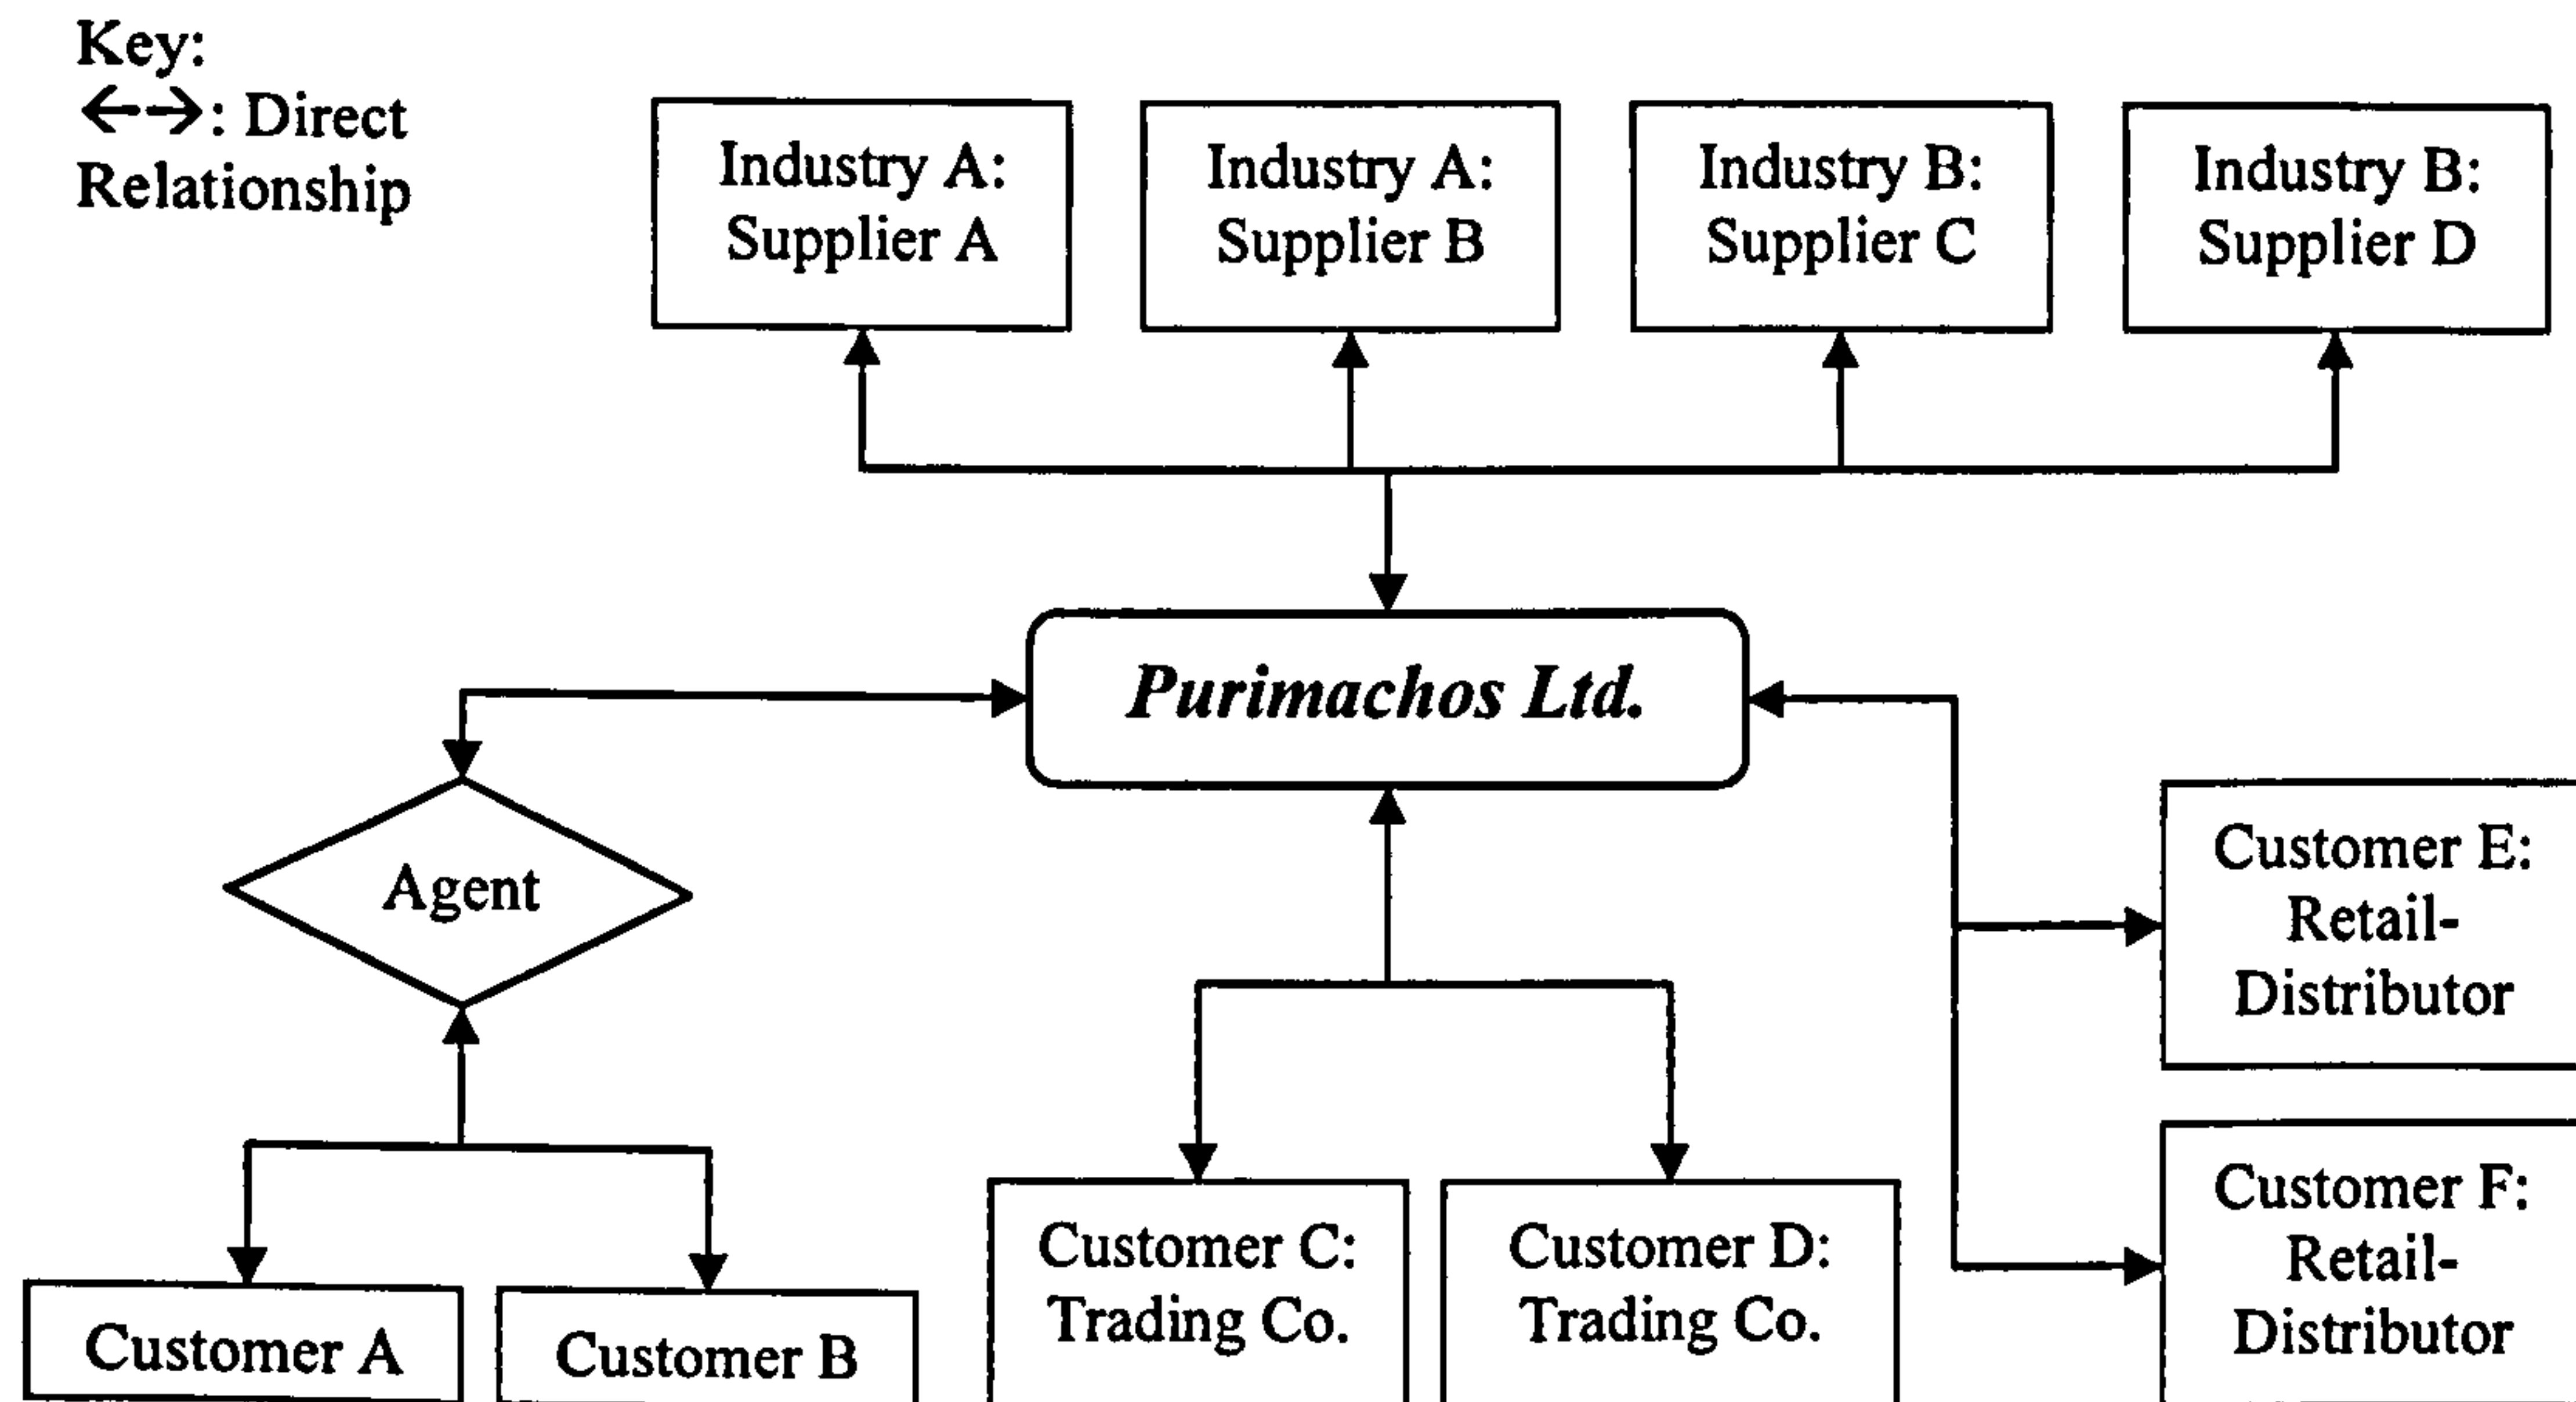 Key:
←-→: Direct
Relationship
Industry A:
Supplier A
Industry A:
Supplier B
Industry B:
Supplier C
Industry B:
Supplier D
Purimachos Ltd.
Agent
Customer E:
Retail-
Distributor
Customer F:
Retail-
Distributor
Customer C:
Trading Co.
Customer D:
Trading Co.
Customer A
Customer B